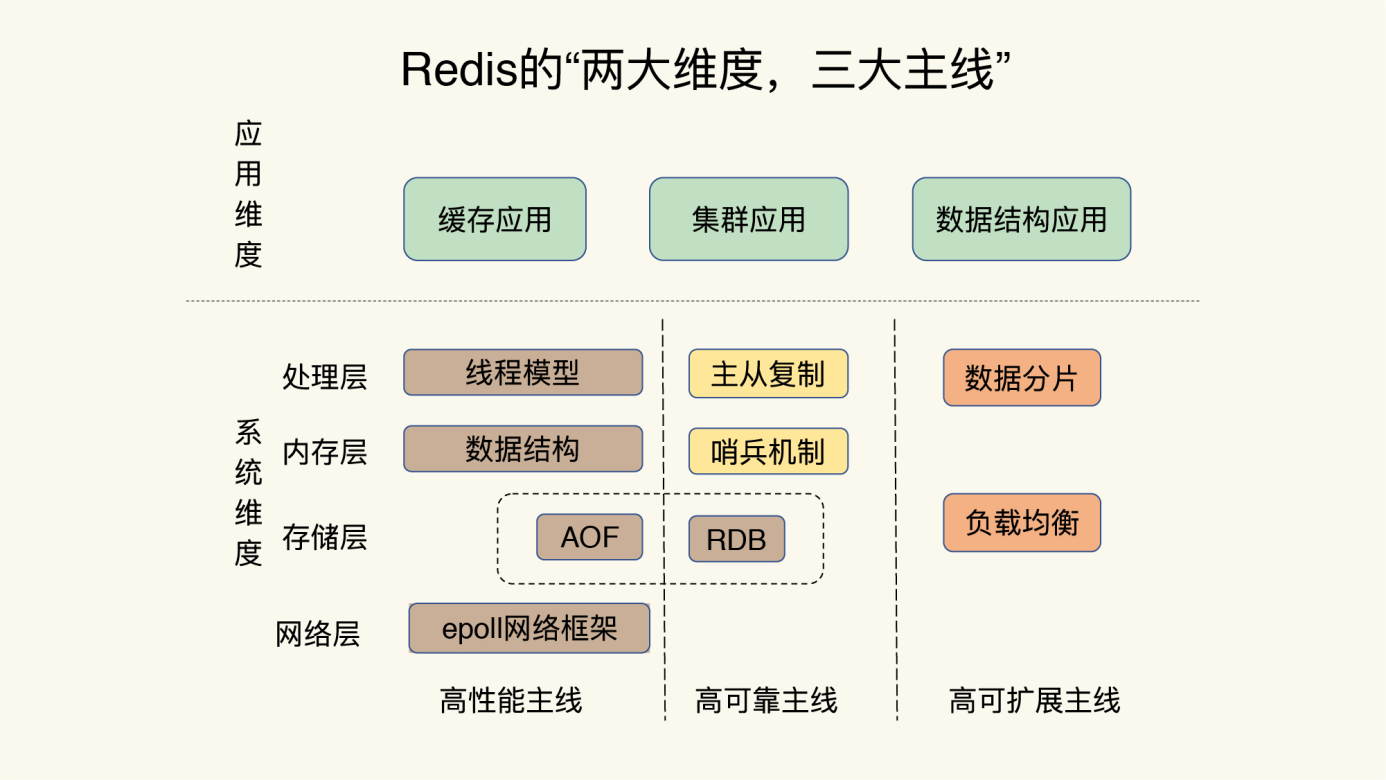 Redis的“两大维度，三大主线”
应用维度
缓存应用
集群应用
数据结构应用
系统维度
处理层
线程模型
主从复制
数据分片
内存层
数据结构
哨兵机制
存储层
AOF
RDB
负载均衡
网络层
epoll网络框架
高性能主线
高可靠主线
高可扩展主线